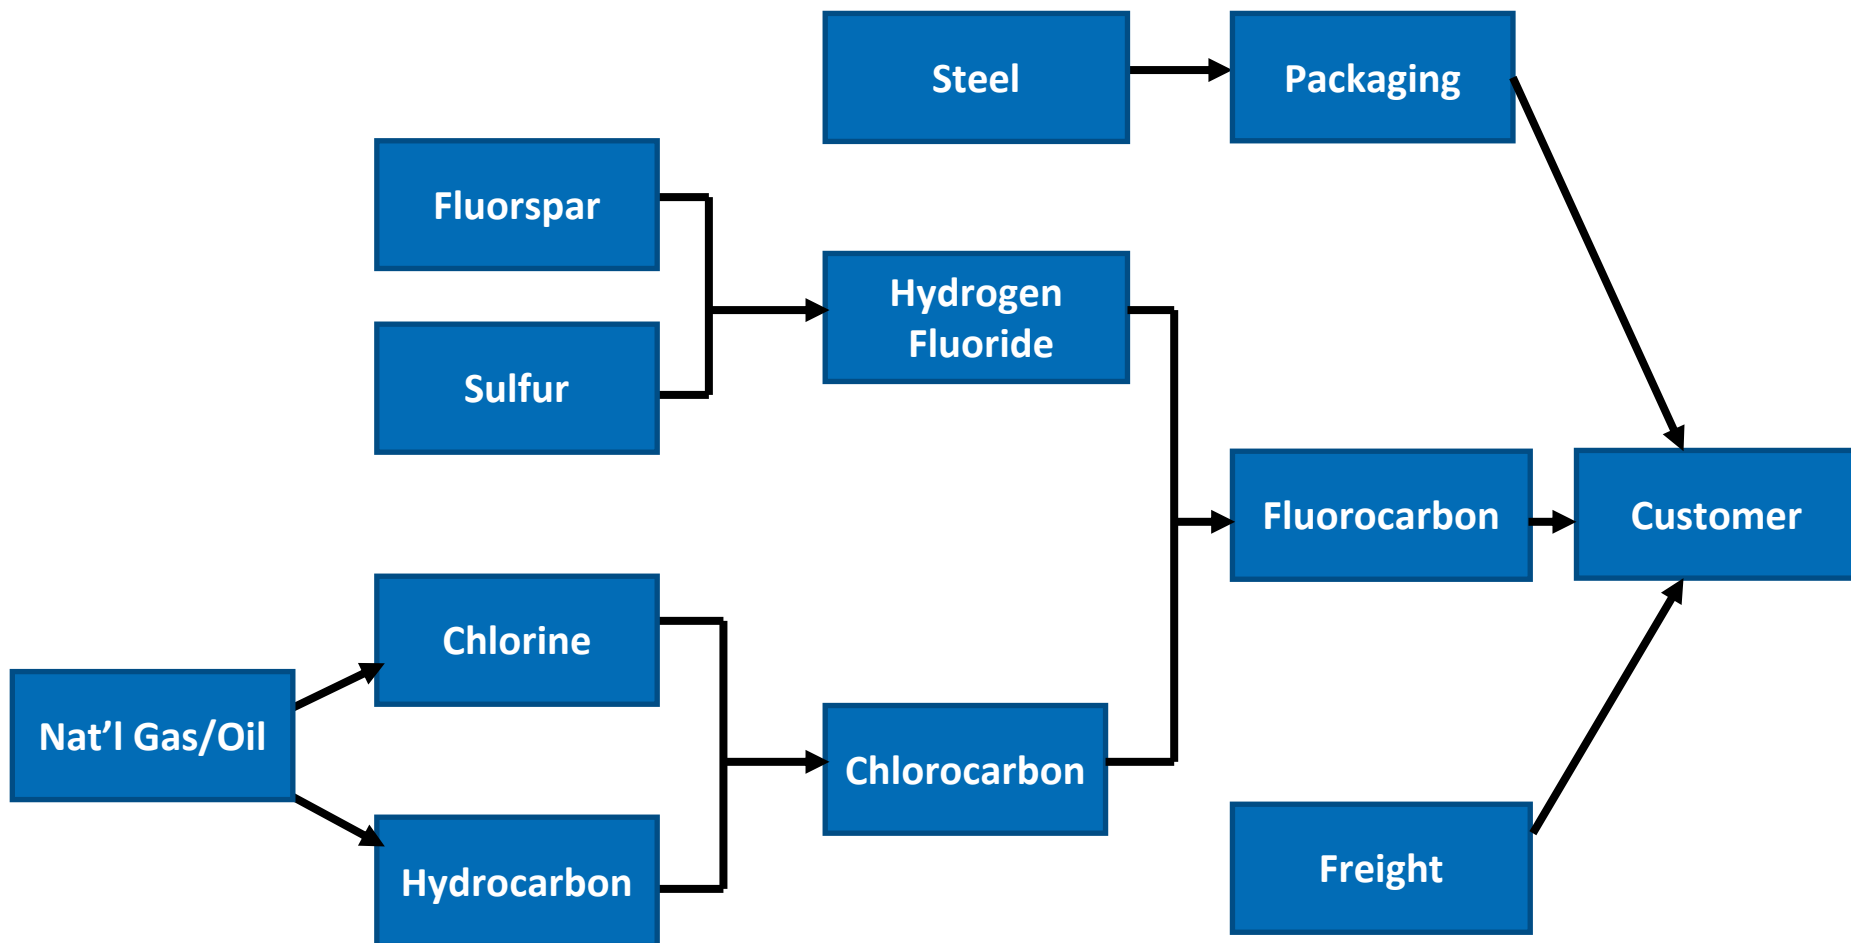 Steel
Packaging
Fluorspar
Hydrogen
Fluoride
Sulfur
Fluorocarbon
Customer
Chlorine
Nat’l Gas/Oil
Chlorocarbon
Hydrocarbon
Freight